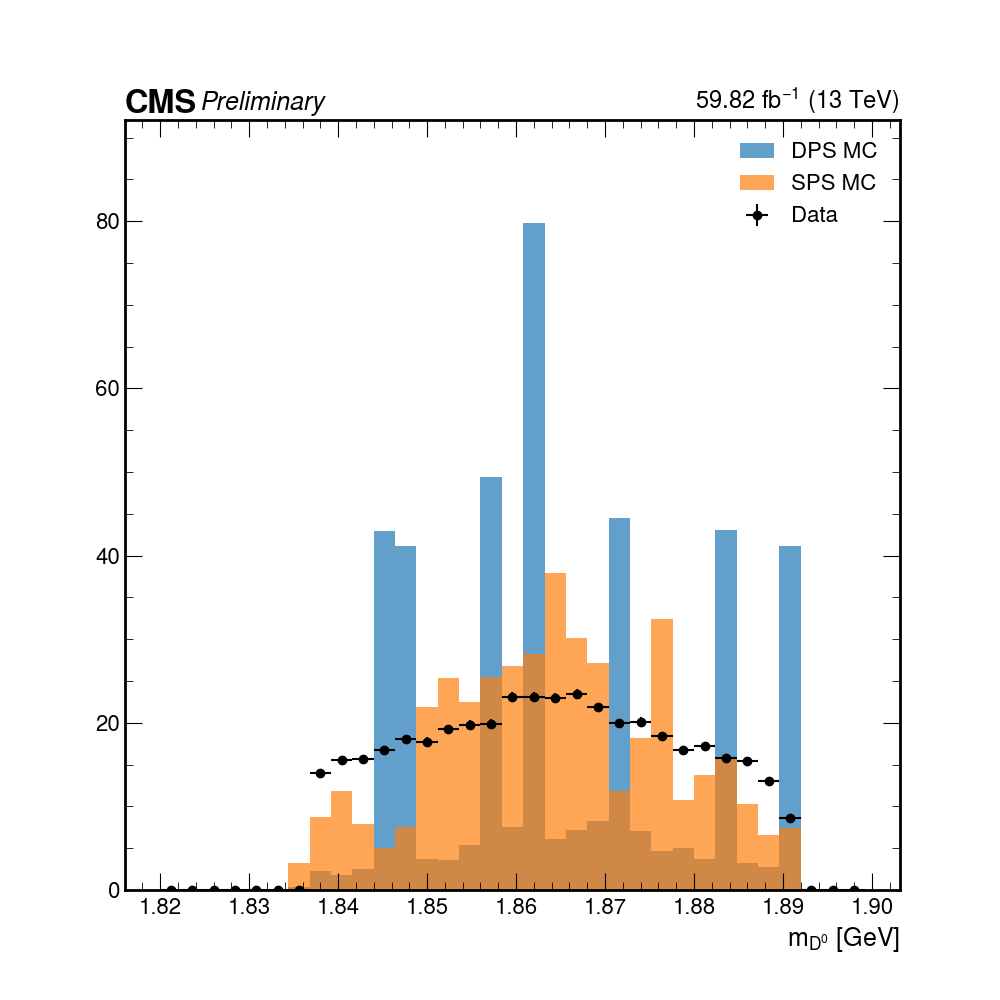 CMS Preliminary 59.82 fb⁻¹ (13 TeV)
DPS MC
SPS MC
Data
80
60
40
20
0
1.82 1.83 1.84 1.85 1.86 1.87 1.88 1.89 1.90
m_D⁰ [GeV]